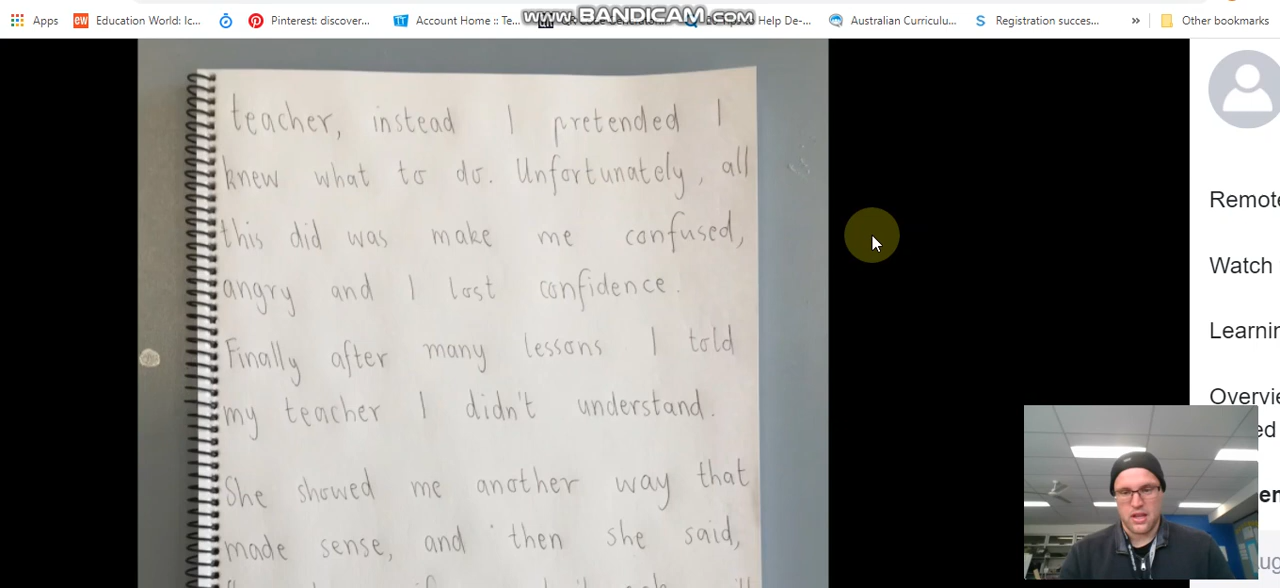 Apps
Education World: Ic...
Pinterest: discover...
Account Home :: Te...
www.BANDICAM.com
Help De-...
Australian Curriculu...
Registration succes...
»
Other bookmarks
teacher, instead I pretended I
knew what to do. Unfortunately, all
this did was make me confused,
angry and I lost confidence.
Finally after many lessons I told
my teacher I didn't understand.
She showed me another way that
made sense, and then she said,
Remote
Watch
Learnin
Overvie
ed
en
ug